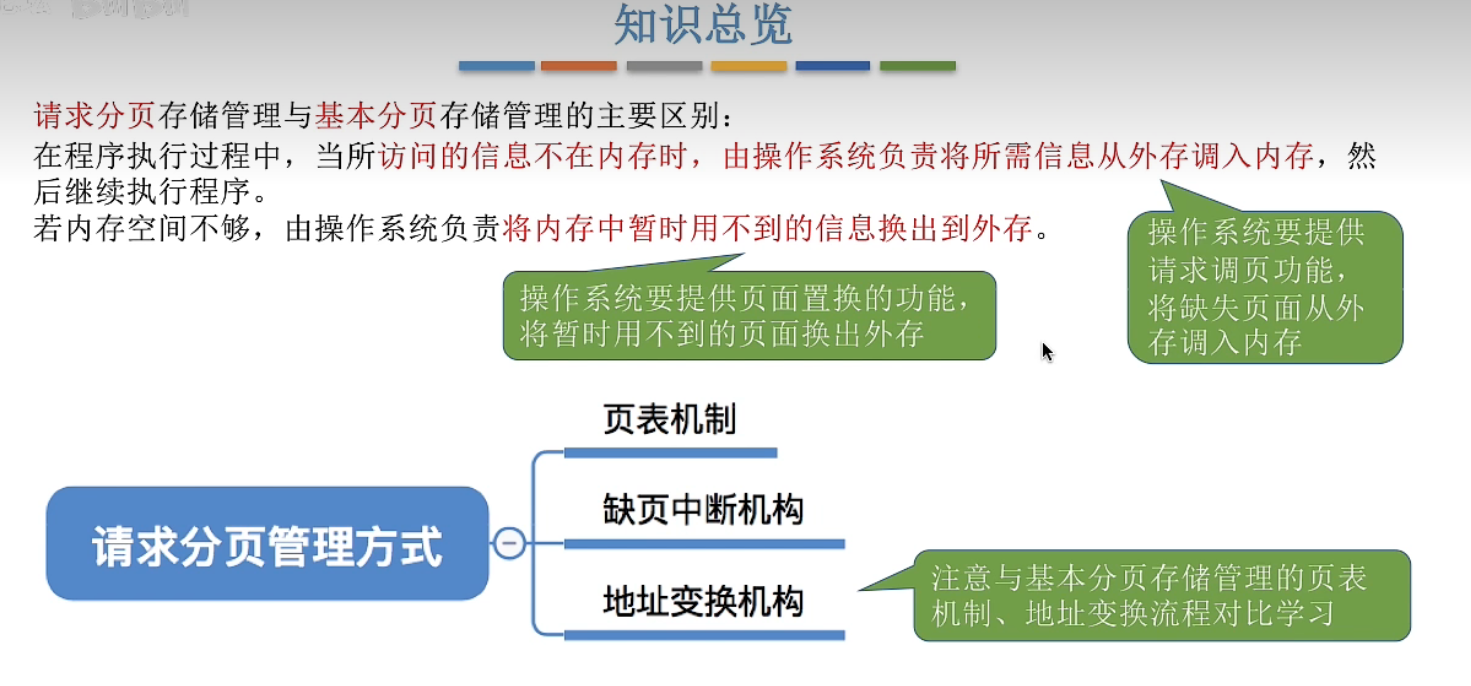 知识总览
请求分页存储管理与基本分页存储管理的主要区别：
在程序执行过程中，当所访问的信息不在内存时，由操作系统负责将所需信息从外存调入内存，然
后继续执行程序。
若内存空间不够，由操作系统负责将内存中暂时用不到的信息换出到外存。
操作系统要提供
请求调页功能，
将缺失页面从外
存调入内存
操作系统要提供页面置换的功能，
将暂时用不到的页面换出外存
页表机制
缺页中断机构
请求分页管理方式
地址变换机构
注意与基本分页存储管理的页表
机制、地址变换流程对比学习